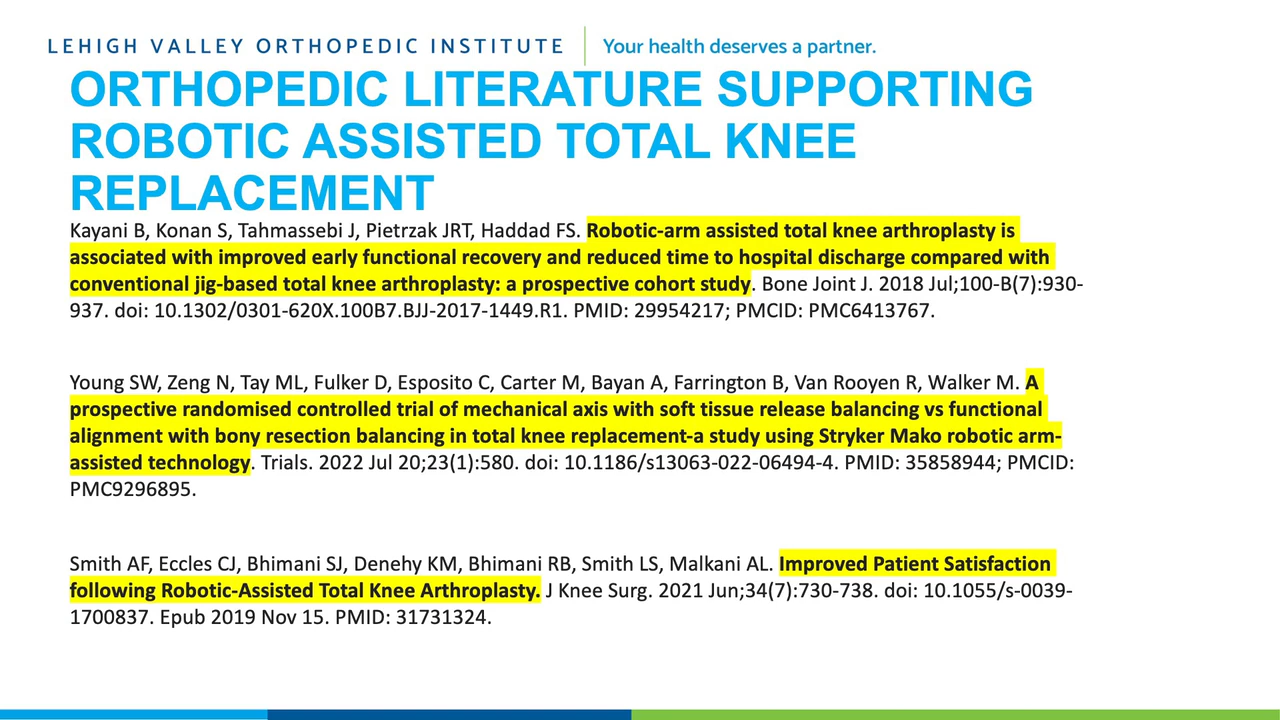 LEHIGH VALLEY ORTHOPEDIC INSTITUTE
Your health deserves a partner.
ORTHOPEDIC LITERATURE SUPPORTING
ROBOTIC ASSISTED TOTAL KNEE
REPLACEMENT
Kayani B, Konan S, Tahmassebi J, Pietrzak JRT, Haddad FS. Robotic-arm assisted total knee arthroplasty is
associated with improved early functional recovery and reduced time to hospital discharge compared with
conventional jig-based total knee arthroplasty: a prospective cohort study. Bone Joint J. 2018 Jul;100-B(7):930-
937. doi: 10.1302/0301-620X.100B7.BJJ-2017-1449.R1. PMID: 29954217; PMCID: PMC6413767.
Young SW, Zeng N, Tay ML, Fulker D, Esposito C, Carter M, Bayan A, Farrington B, Van Rooyen R, Walker M. A
prospective randomised controlled trial of mechanical axis with soft tissue release balancing vs functional
alignment with bony resection balancing in total knee replacement-a study using Stryker Mako robotic arm-
assisted technology. Trials. 2022 Jul 20;23(1):580. doi: 10.1186/s13063-022-06494-4. PMID: 35858944; PMCID:
PMC9296895.
Smith AF, Eccles CJ, Bhimani SJ, Denehy KM, Bhimani RB, Smith LS, Malkani AL. Improved Patient Satisfaction
following Robotic-Assisted Total Knee Arthroplasty. J Knee Surg. 2021 Jun;34(7):730-738. doi: 10.1055/s-0039-
1700837. Epub 2019 Nov 15. PMID: 31731324.